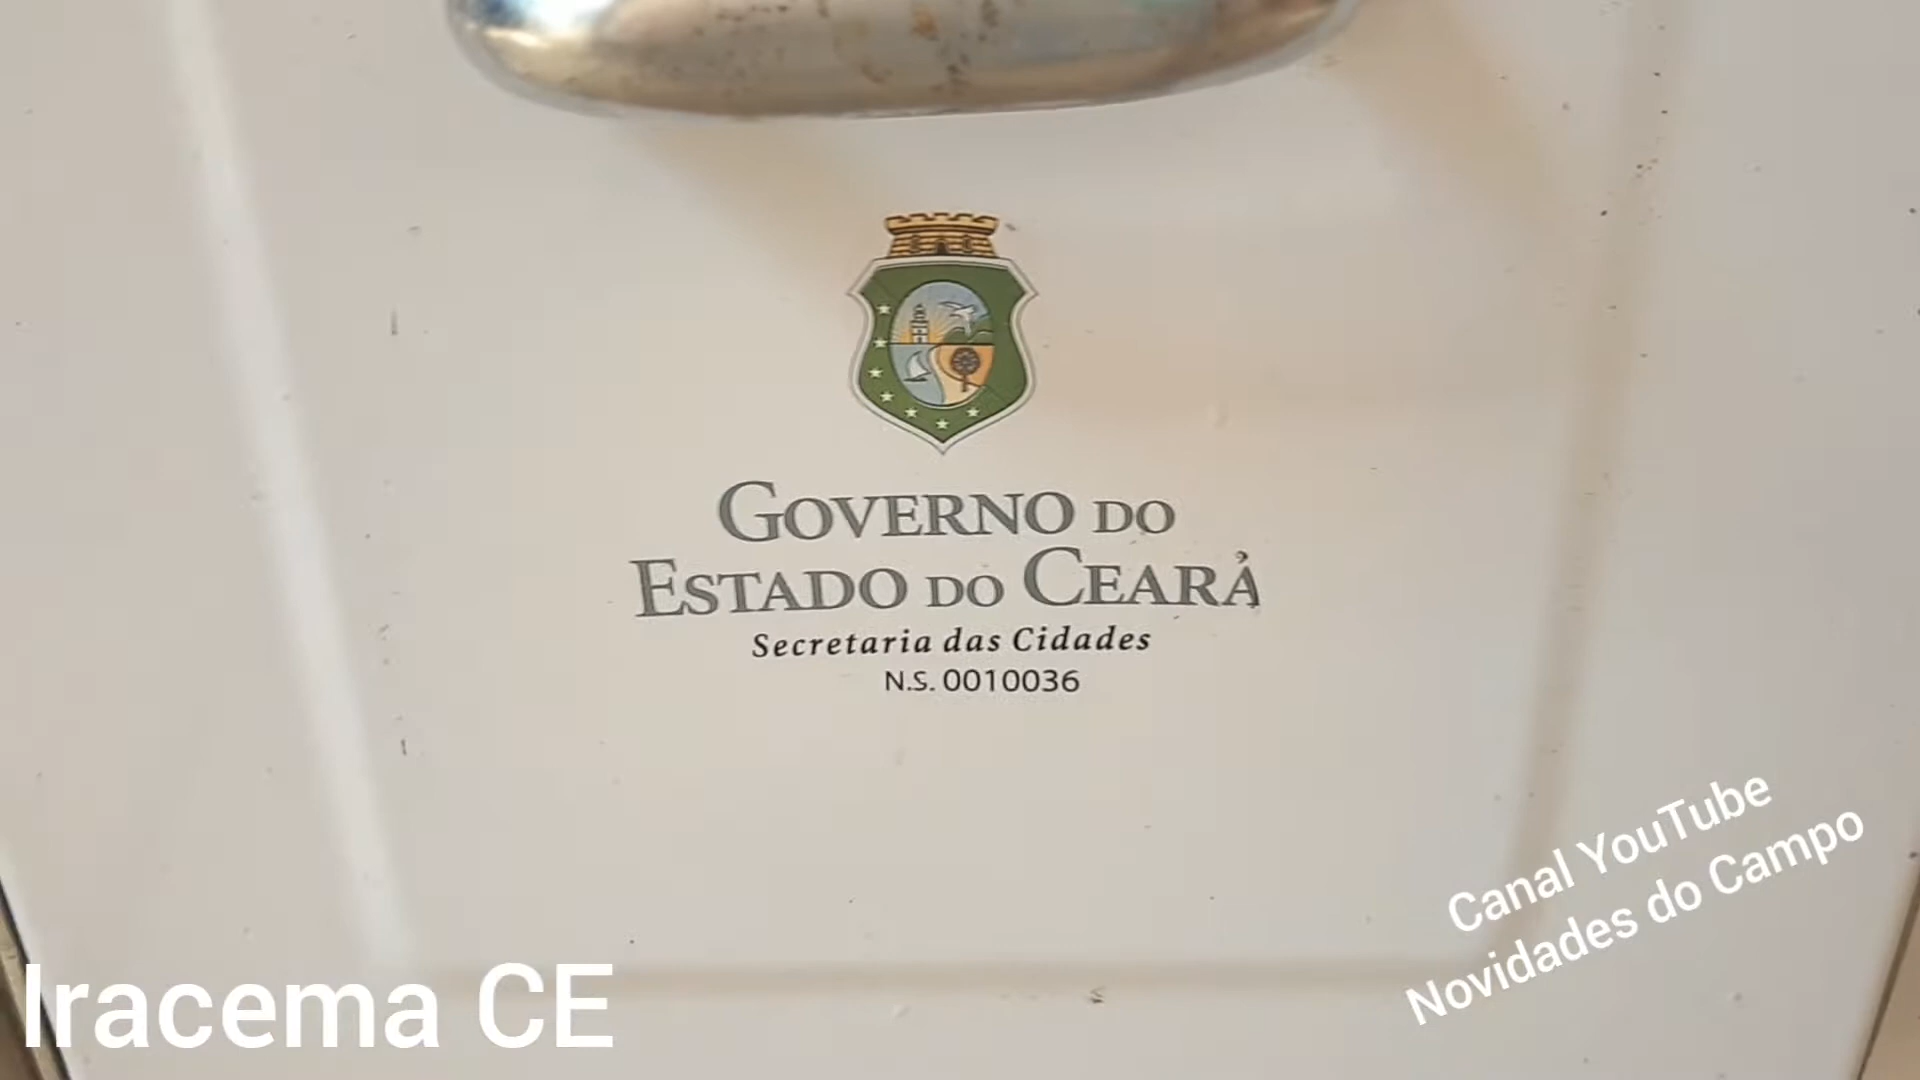 GOVERNO DO
ESTADO DO CEARÁ
Secretaria das Cidades
N.S. 0010036
Canal YouTube
Novidades do Campo
Iracema CE